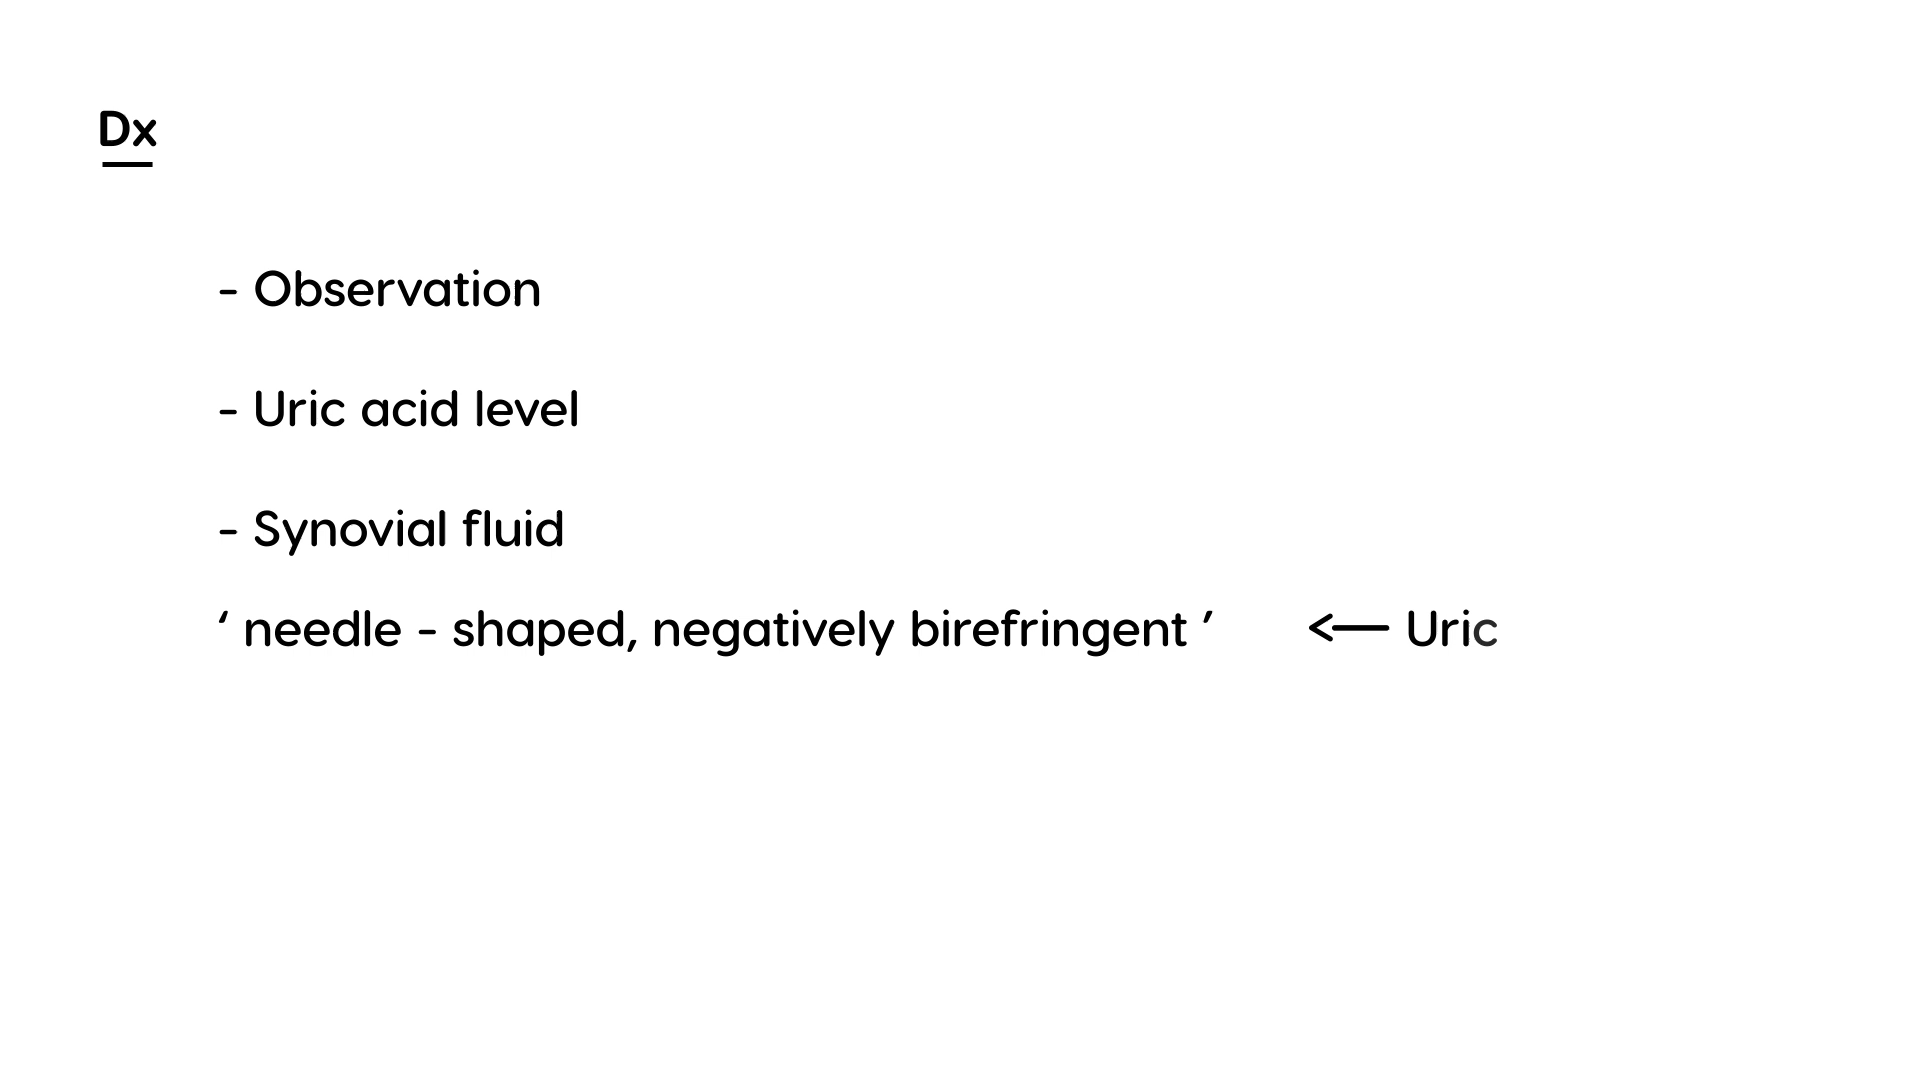 Dx
- Observation
- Uric acid level
- Synovial fluid
‘ needle - shaped, negatively birefringent ’ <— Uric